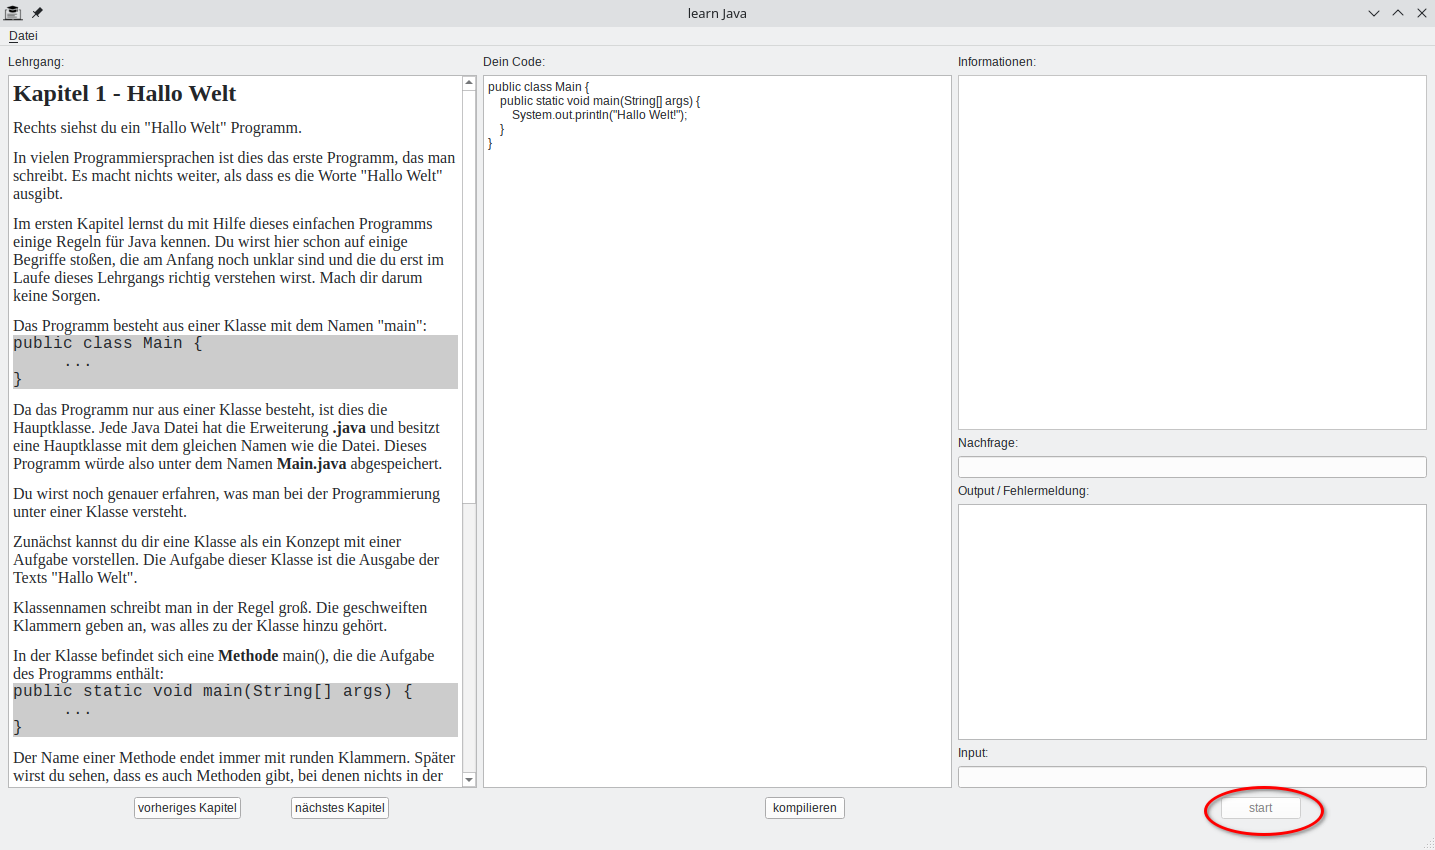 learn Java
Datei
Lehrgang:
Kapitel 1 - Hallo Welt
Rechts siehst du ein "Hallo Welt" Programm.
In vielen Programmiersprachen ist dies das erste Programm, das man
schreibt. Es macht nichts weiter, als dass es die Worte "Hallo Welt"
ausgibt.
Im ersten Kapitel lernst du mit Hilfe dieses einfachen Programms
einige Regeln für Java kennen. Du wirst hier schon auf einige
Begriffe stoßen, die am Anfang noch unklar sind und die du erst im
Laufe dieses Lehrgangs richtig verstehen wirst. Mach dir darum
keine Sorgen.
Das Programm besteht aus einer Klasse mit dem Namen "main":
public class Main {
...
}
Da das Programm nur aus einer Klasse besteht, ist dies die
Hauptklasse. Jede Java Datei hat die Erweiterung .java und besitzt
eine Hauptklasse mit dem gleichen Namen wie die Datei. Dieses
Programm würde also unter dem Namen Main.java abgespeichert.
Du wirst noch genauer erfahren, was man bei der Programmierung
unter einer Klasse versteht.
Zunächst kannst du dir eine Klasse als ein Konzept mit einer
Aufgabe vorstellen. Die Aufgabe dieser Klasse ist die Ausgabe der
Texts "Hallo Welt".
Klassennamen schreibt man in der Regel groß. Die geschweiften
Klammern geben an, was alles zu der Klasse hinzu gehört.
In der Klasse befindet sich eine Methode main(), die die Aufgabe
des Programms enthält:
public static void main(String[] args) {
...
}
Der Name einer Methode endet immer mit runden Klammern. Später
wirst du sehen, dass es auch Methoden gibt, bei denen nichts in der
vorheriges Kapitel
nächstes Kapitel
Dein Code:
public class Main {
public static void main(String[] args) {
System.out.println("Hallo Welt!");
}
}
kompilieren
Informationen:
Nachfrage:
Output / Fehlermeldung:
Input:
start